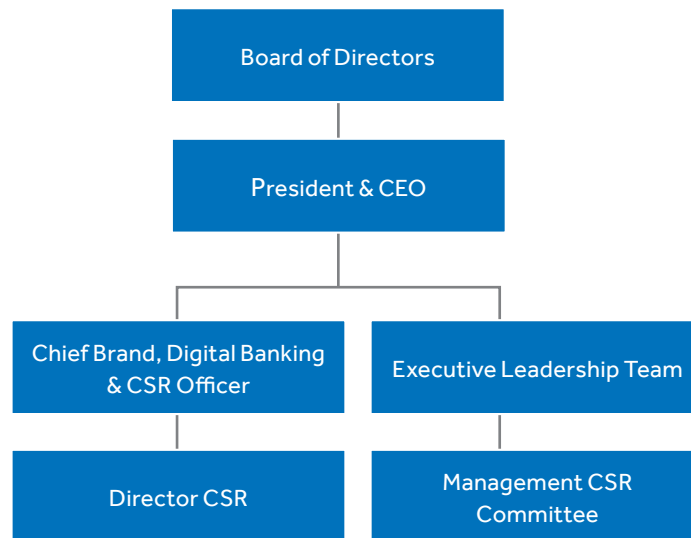 Board of Directors
President & CEO
Chief Brand, Digital Banking
& CSR Officer
Executive Leadership Team
Director CSR
Management CSR
Committee